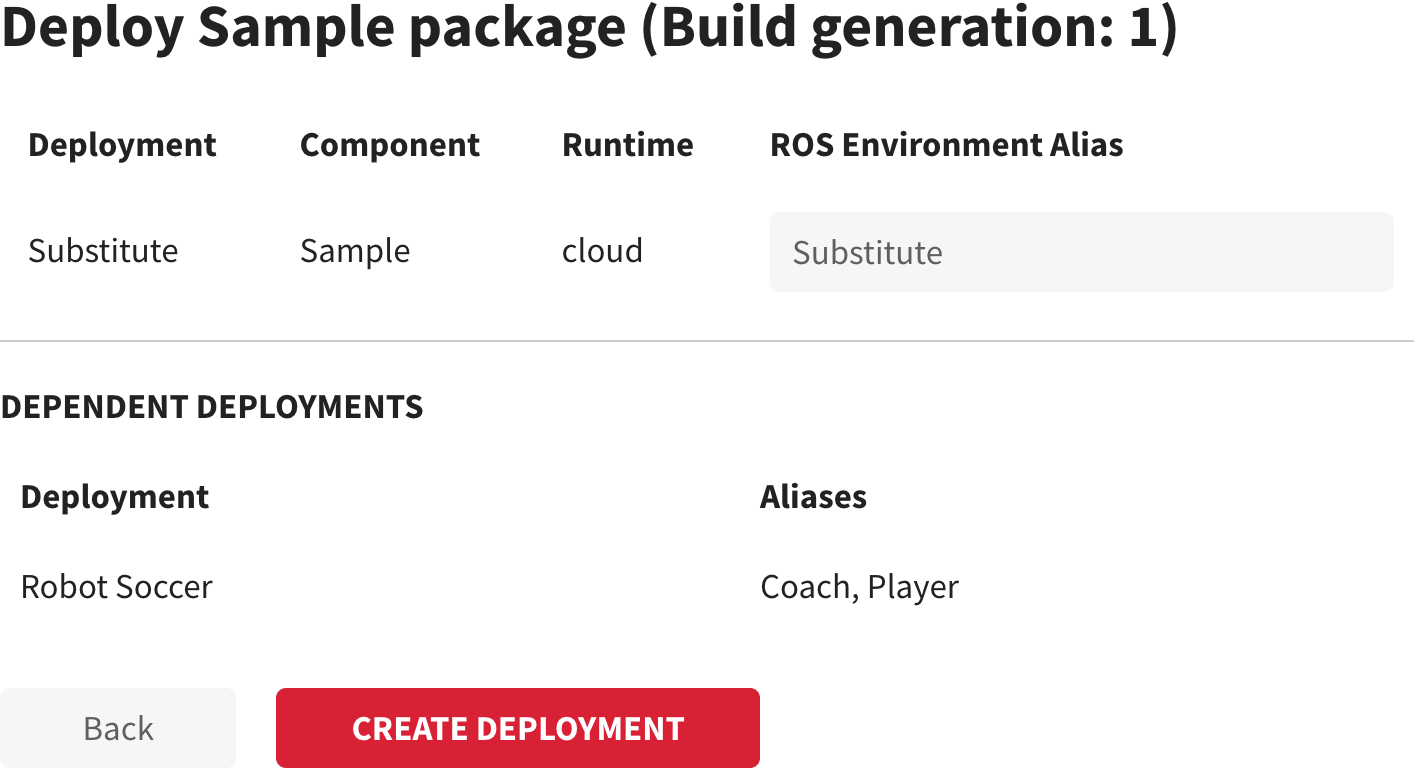 Deploy Sample package (Build generation: 1)
Deployment Component Runtime ROS Environment Alias
Substitute Sample cloud Substitute
DEPENDENT DEPLOYMENTS
Deployment Aliases
Robot Soccer Coach, Player
Back CREATE DEPLOYMENT